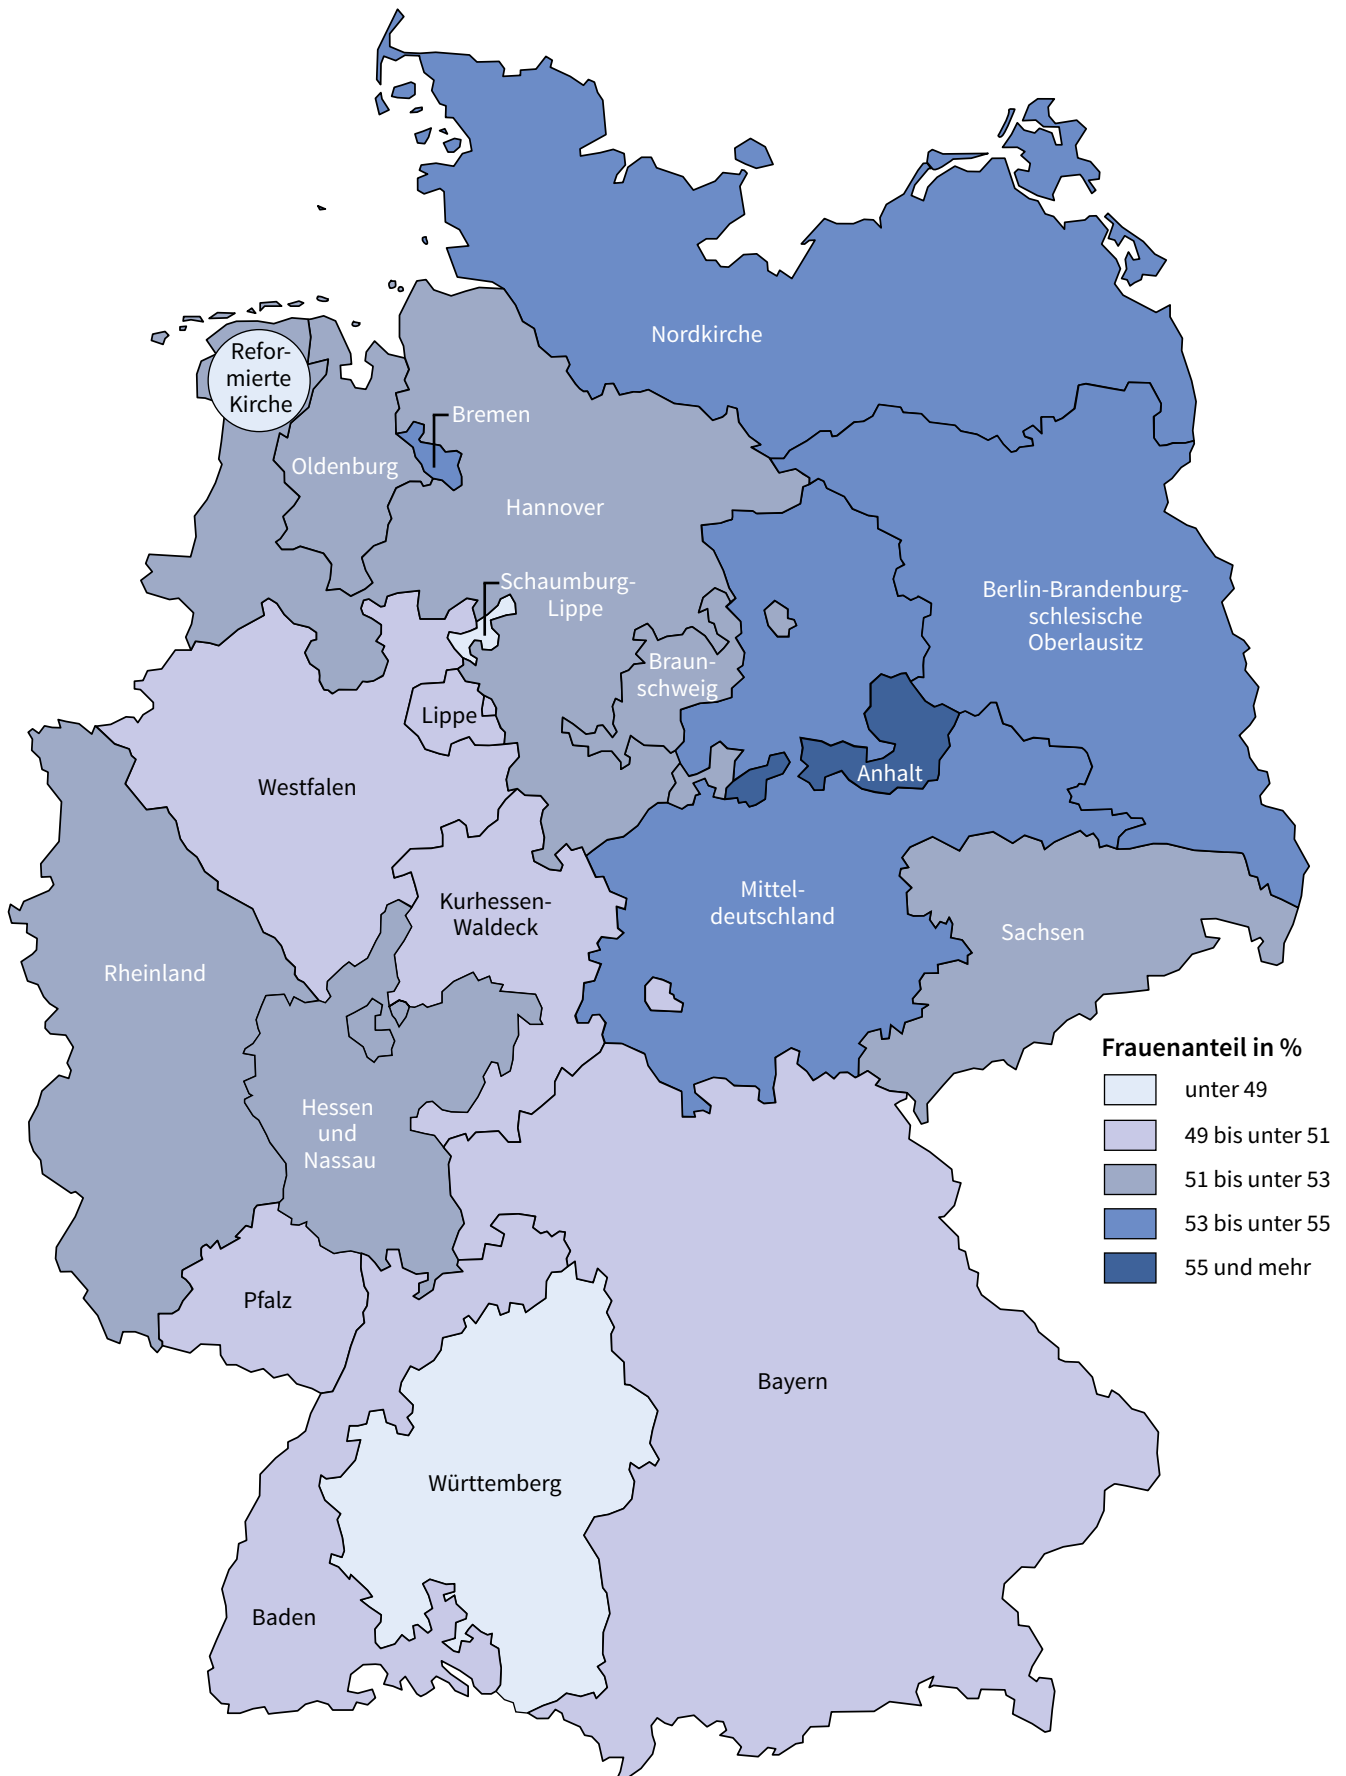 Nordkirche
Refor-
mierte
Kirche
Bremen
Oldenburg
Hannover
Schaumburg-
Lippe
Berlin-Brandenburg-
schlesische
Oberlausitz
Braun-
schweig
Lippe
Westfalen
Anhalt
Kurhessen-
Waldeck
Mittel-
deutschland
Sachsen
Rheinland
Hessen
und
Nassau
Pfalz
Bayern
Württemberg
Baden
Frauenanteil in %
unter 49
49 bis unter 51
51 bis unter 53
53 bis unter 55
55 und mehr